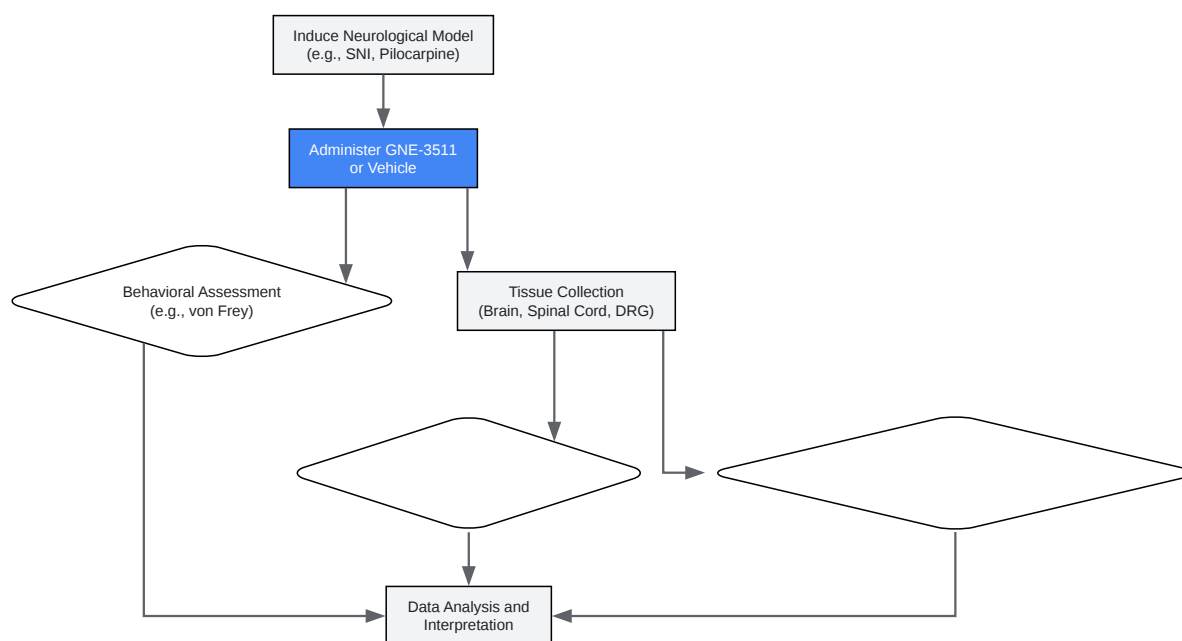 Induce Neurological Model
(e.g., SNI, Pilocarpine)
Administer GNE-3511
or Vehicle
Behavioral Assessment
(e.g., von Frey)
Tissue Collection
(Brain, Spinal Cord, DRG)
Data Analysis and
Interpretation